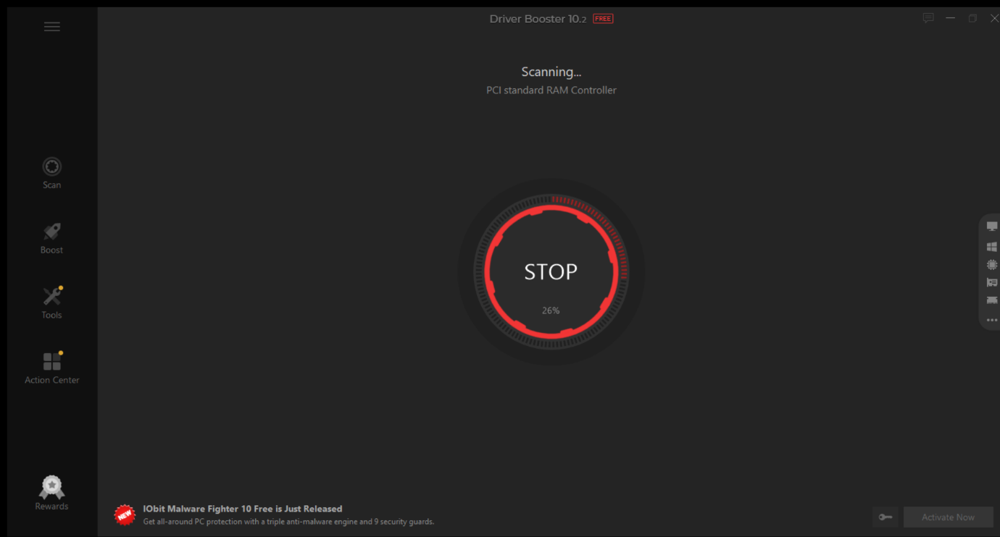 Driver Booster 10.2 FREE
Scanning...
PCI standard RAM Controller
Scan
Boost
STOP
26%
Tools
Action Center
Rewards
NEW
IObit Malware Fighter 10 Free is Just Released
Get all-around PC protection with a triple anti-malware engine and 9 security guards.
Activate Now